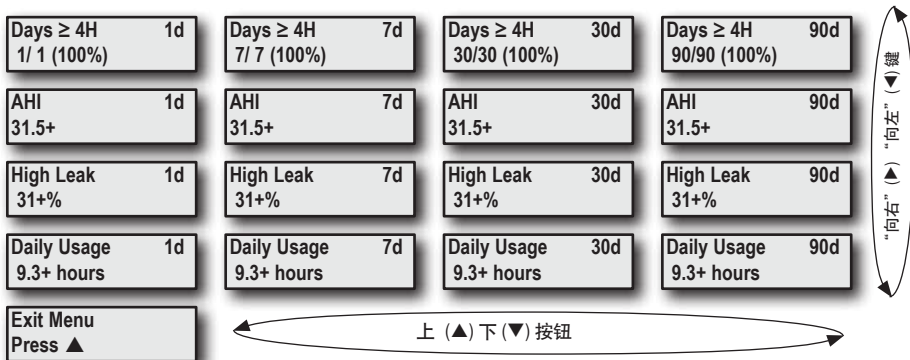 Days ≥ 4H 1d
1/ 1 (100%)
Days ≥ 4H 7d
7/ 7 (100%)
Days ≥ 4H 30d
30/30 (100%)
Days ≥ 4H 90d
90/90 (100%)
AHI 1d
31.5+
AHI 7d
31.5+
AHI 30d
31.5+
AHI 90d
31.5+
High Leak 1d
31+%
High Leak 7d
31+%
High Leak 30d
31+%
High Leak 90d
31+%
Daily Usage 1d
9.3+ hours
Daily Usage 7d
9.3+ hours
Daily Usage 30d
9.3+ hours
Daily Usage 90d
9.3+ hours
Exit Menu
Press ▲
上 (▲) 下 (▼) 按钮
“向右” (▶) “向左” (◀) 键